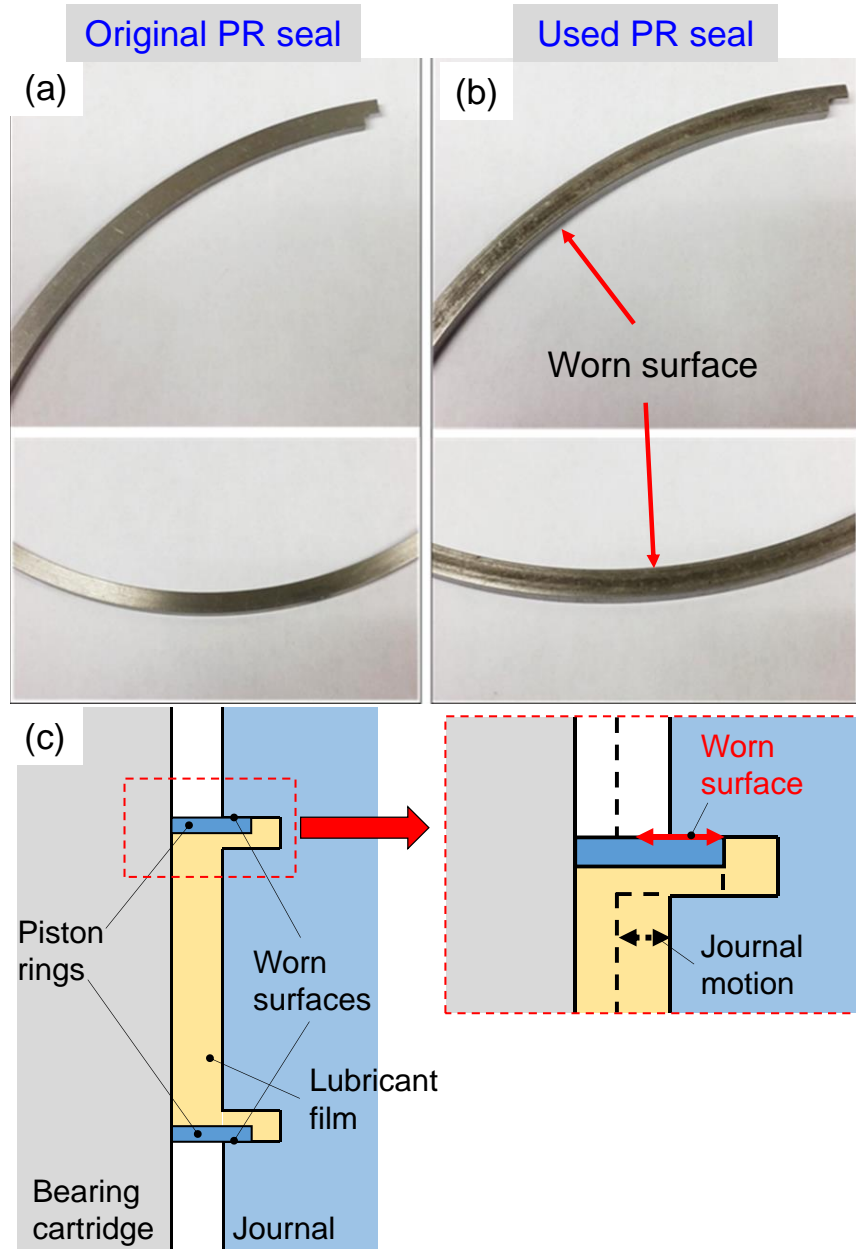 Original PR seal
Used PR seal
(a)
(b)
Worn surface
(c)
Worn
surface
Piston
rings
Worn
surfaces
Journal
motion
Lubricant
film
Bearing
cartridge
Journal